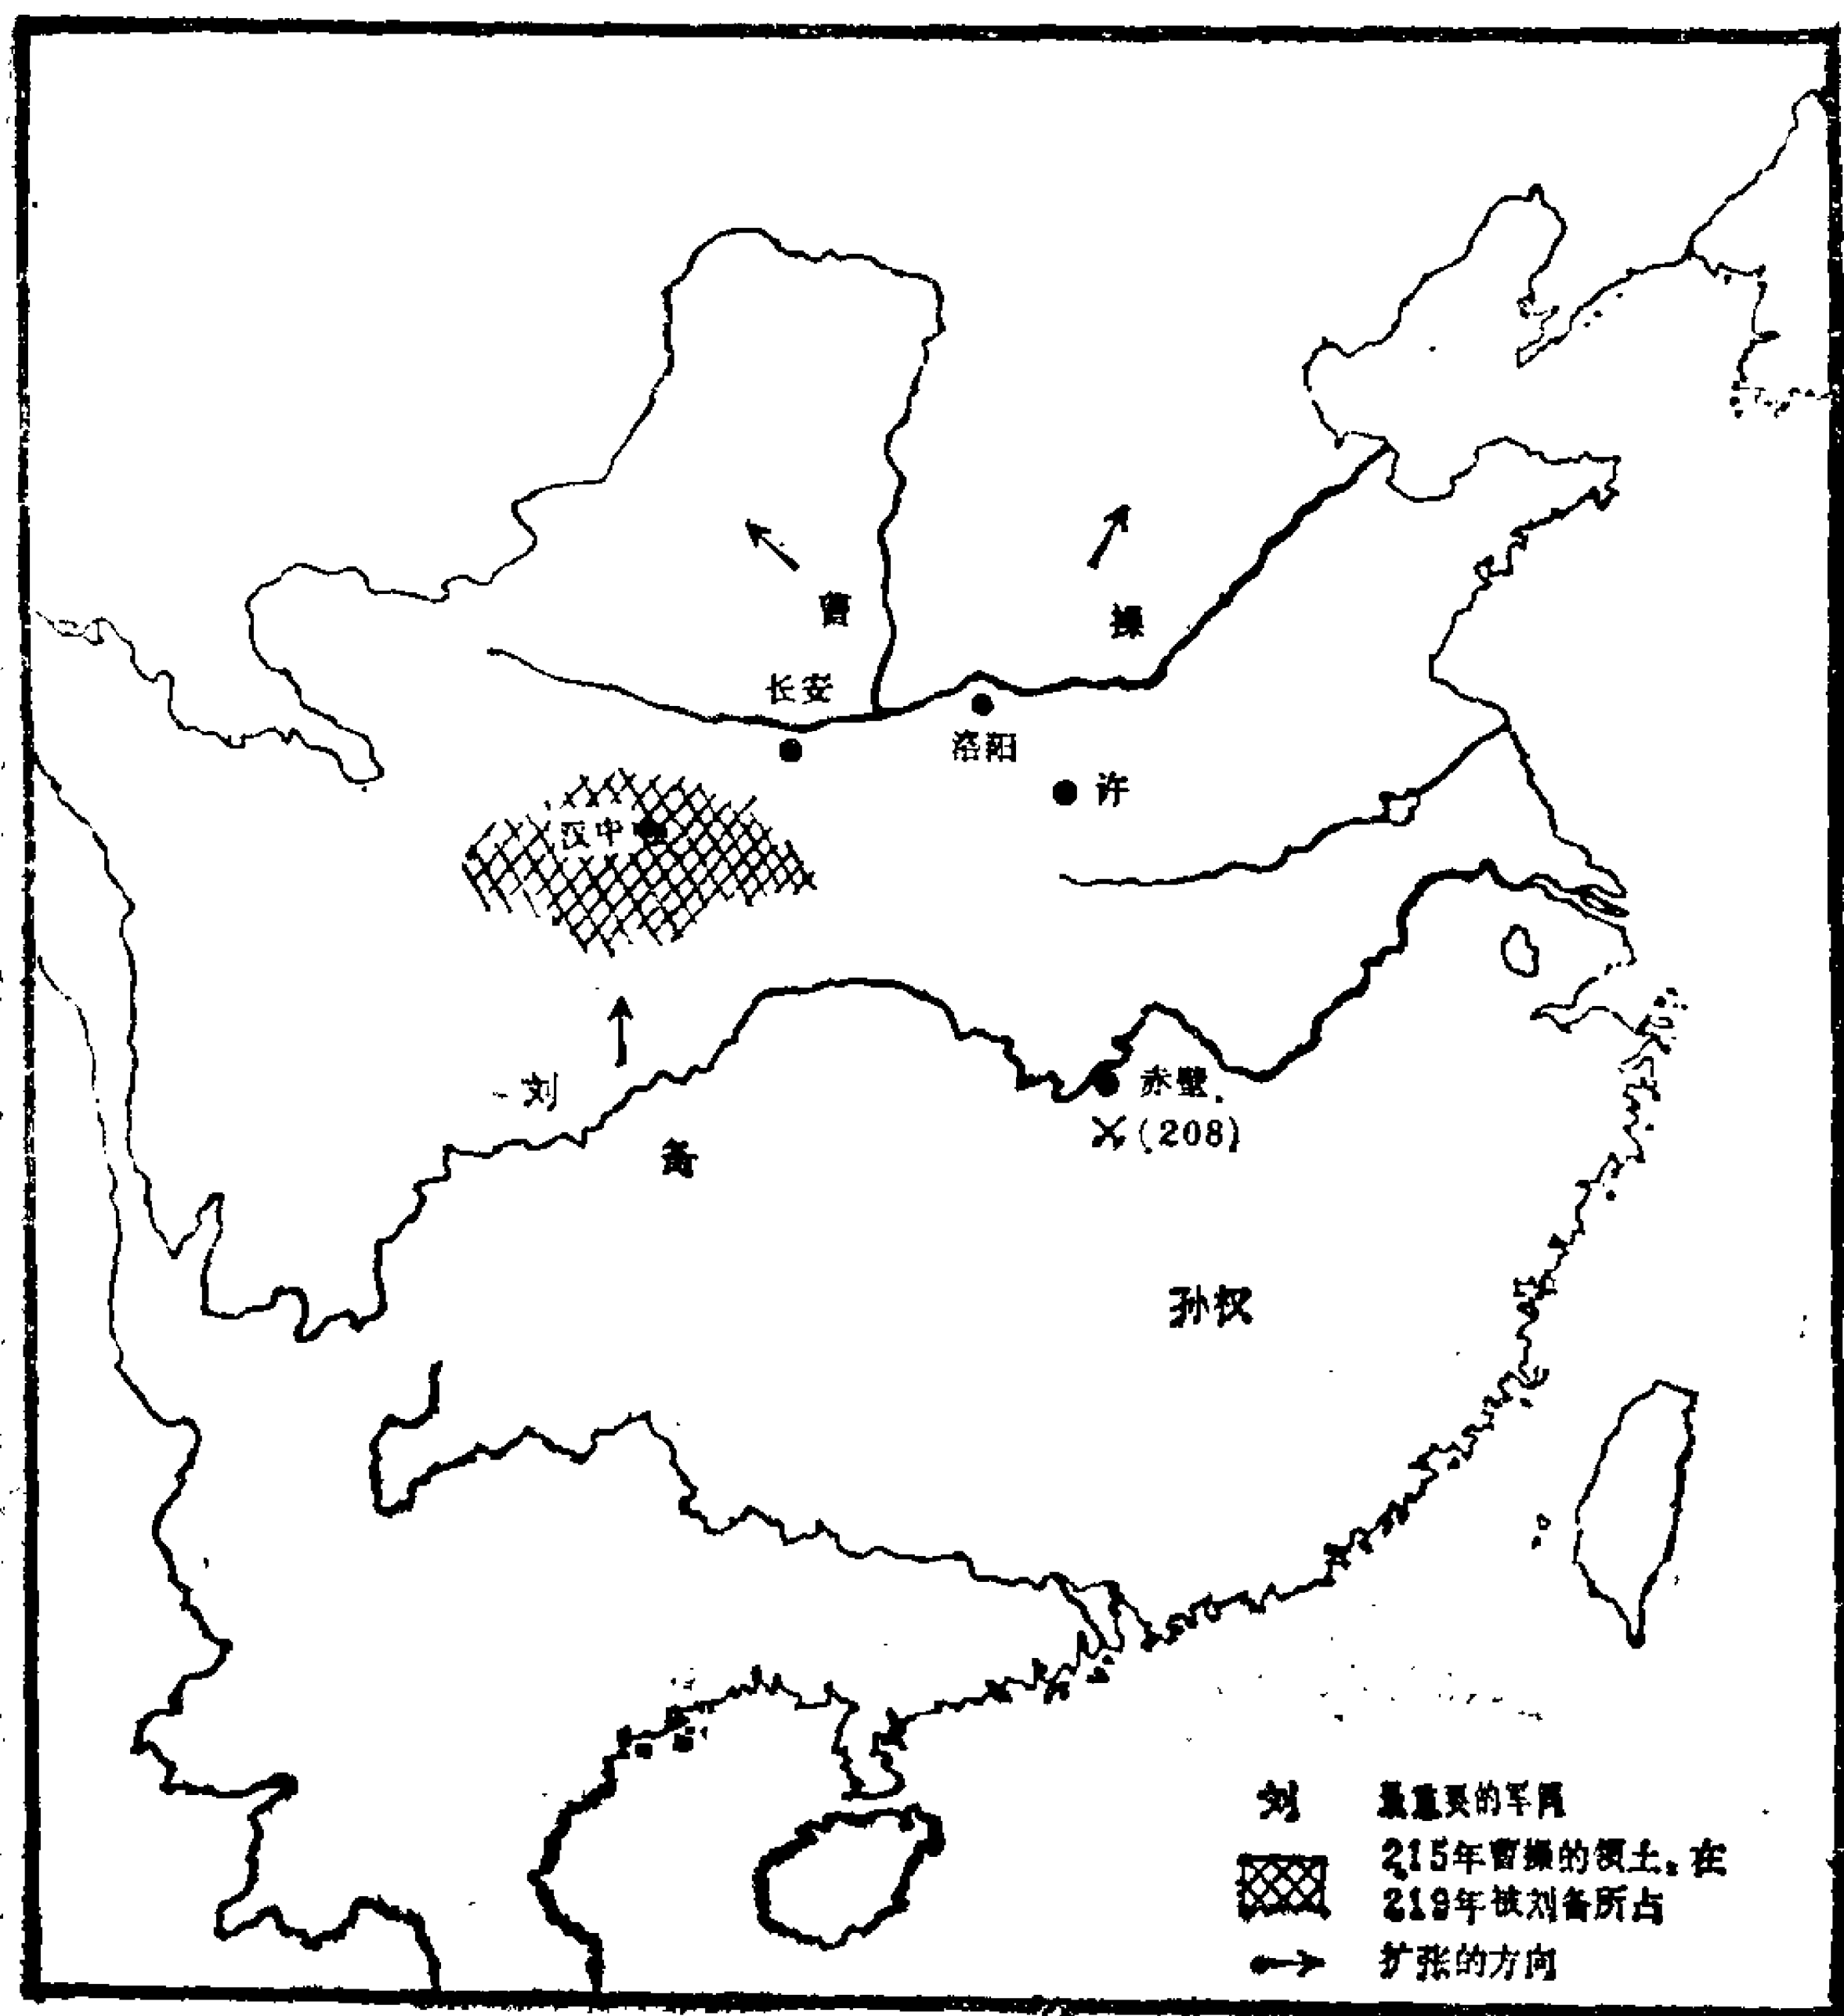 曹
操
长安
洛阳
许
汉中
刘
备
赤壁
(208)
孙权
刘 最重要的军阀
215年曹操的领土，在
219年被刘备所占
扩张的方向